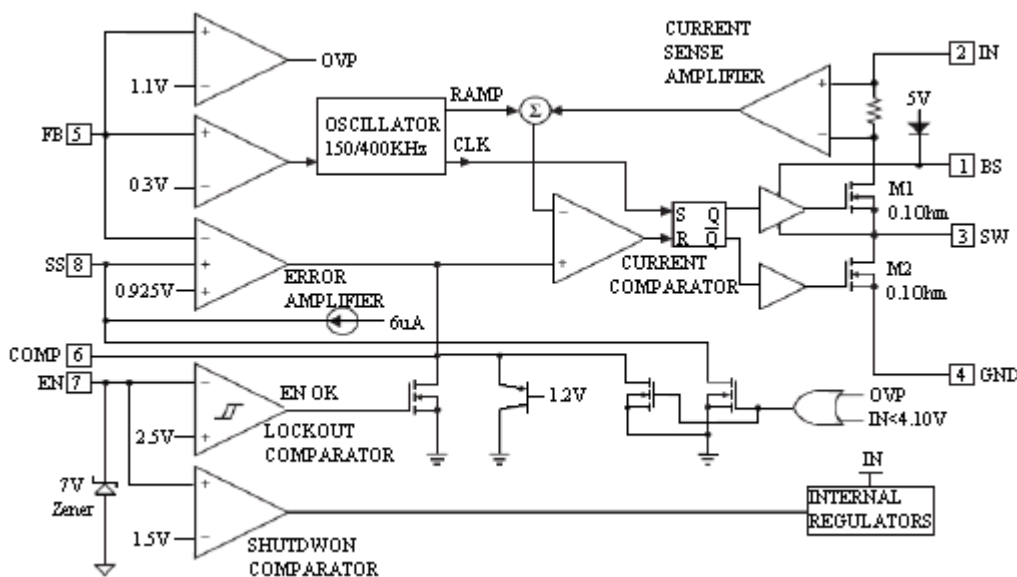 CURRENT
SENSE
AMPLIFIER
2 IN
OVP
1.1V
RAMP
Σ
+
-
5V
FB 5
OSCILLATOR
150/400KHz
CLK
0.3V
1 BS
M1
0.1Ohm
S Q
R Q
3 SW
SS 8
0.925V
ERROR
AMPLIFIER
CURRENT
COMPARATOR
M2
0.1Ohm
6uA
COMP 6
EN 7
EN OK
1.2V
4 GND
OVP
IN<4.10V
2.5V
LOCKOUT
COMPARATOR
IN
7V
Zener
INTERNAL
REGULATORS
1.5V
SHUTDWON
COMPARATOR